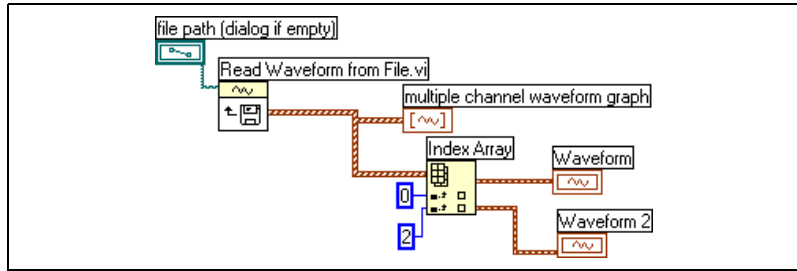 file path (dialog if empty)
Read Waveform from File.vi
multiple channel waveform graph
Index Array
Waveform
0
2
Waveform 2